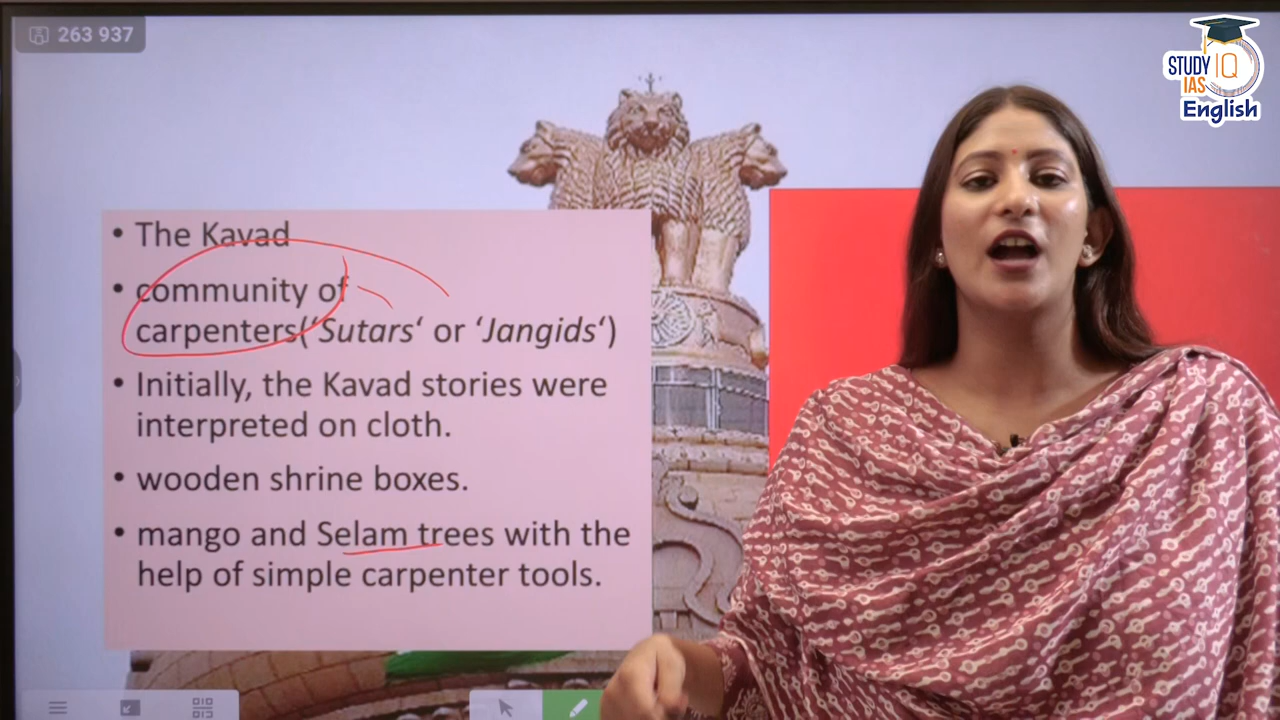 263 937
STUDY IQ
IAS
English
• The Kavad
• community of
carpenters(‘Sutars‘ or ‘Jangids‘)
• Initially, the Kavad stories were
interpreted on cloth.
• wooden shrine boxes.
• mango and Selam trees with the
help of simple carpenter tools.